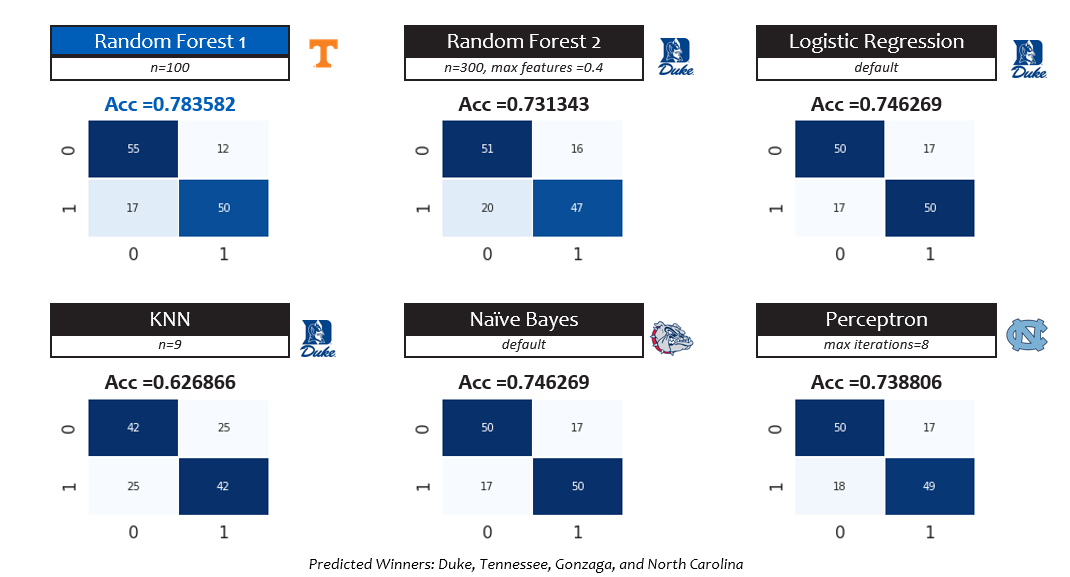 Random Forest 1
n=100
T
Acc =0.783582
0
55
12
1
17
50
0 1
Random Forest 2
n=300, max features =0.4
D
Duke
Acc =0.731343
0
51
16
1
20
47
0 1
Logistic Regression
default
D
Duke
Acc =0.746269
0
50
17
1
17
50
0 1
KNN
n=9
D
Duke
Acc =0.626866
0
42
25
1
25
42
0 1
Naïve Bayes
default
Acc =0.746269
0
50
17
1
17
50
0 1
Perceptron
max iterations=8
NC
Acc =0.738806
0
50
17
1
18
49
0 1
Predicted Winners: Duke, Tennessee, Gonzaga, and North Carolina